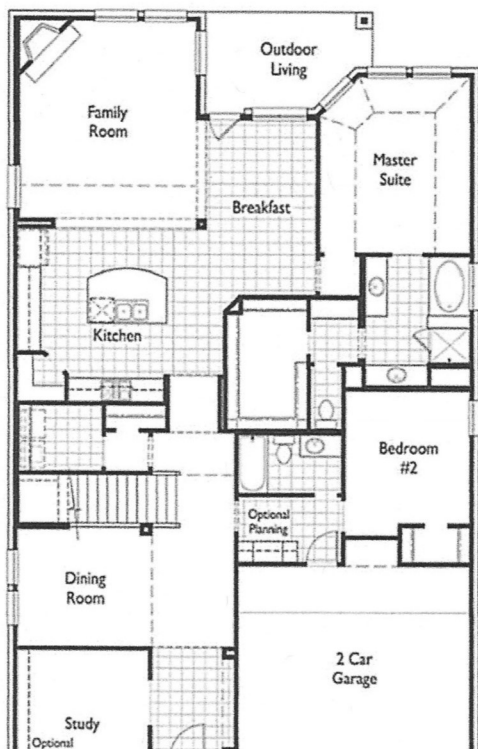 Outdoor
Living
Family
Room
Master
Suite
Breakfast
Kitchen
Bedroom
#2
Optional
Planning
Dining
Room
2 Car
Garage
Study
Optional